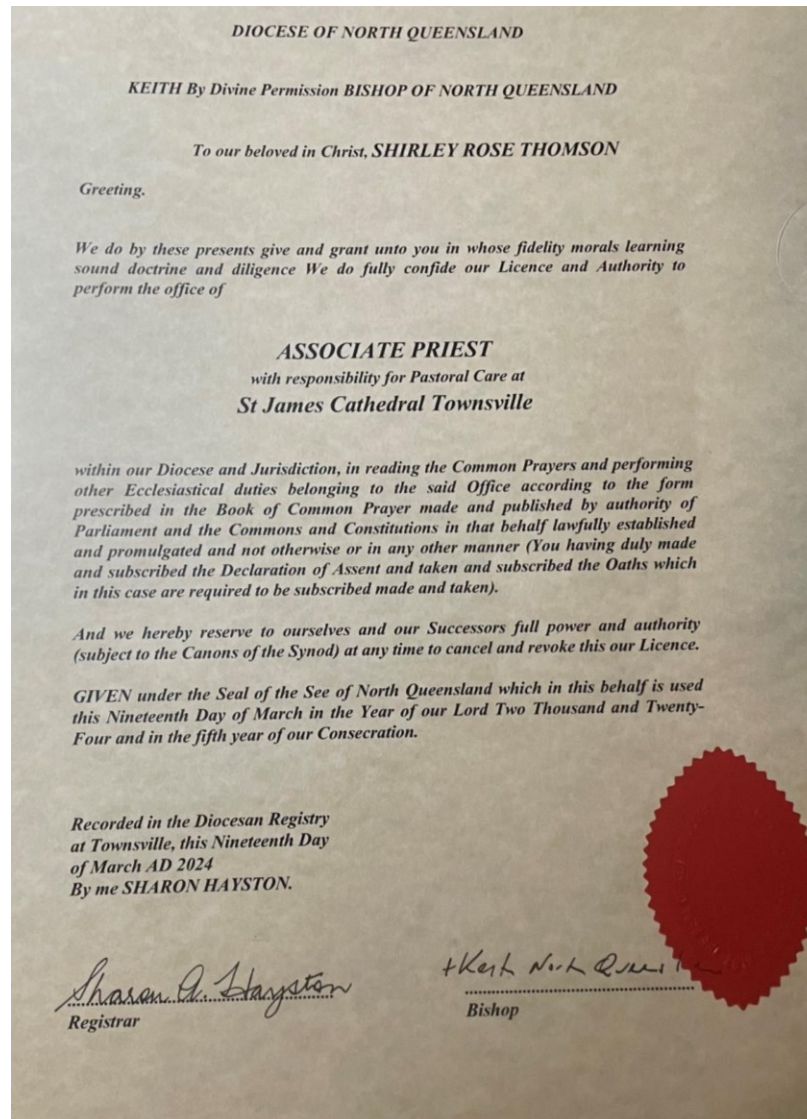 DIOCESE OF NORTH QUEENSLAND
KEITH By Divine Permission BISHOP OF NORTH QUEENSLAND
To our beloved in Christ, SHIRLEY ROSE THOMSON
Greeting.
We do by these presents give and grant unto you in whose fidelity morals learning
sound doctrine and diligence We do fully confide our Licence and Authority to
perform the office of
ASSOCIATE PRIEST
with responsibility for Pastoral Care at
St James Cathedral Townsville
within our Diocese and Jurisdiction, in reading the Common Prayers and performing
other Ecclesiastical duties belonging to the said Office according to the form
prescribed in the Book of Common Prayer made and published by authority of
Parliament and the Commons and Constitutions in that behalf lawfully established
and promulgated and not otherwise or in any other manner (You having duly made
and subscribed the Declaration of Assent and taken and subscribed the Oaths which
in this case are required to be subscribed made and taken).
And we hereby reserve to ourselves and our Successors full power and authority
(subject to the Canons of the Synod) at any time to cancel and revoke this our Licence.
GIVEN under the Seal of the See of North Queensland which in this behalf is used
this Nineteenth Day of March in the Year of our Lord Two Thousand and Twenty-
Four and in the fifth year of our Consecration.
Recorded in the Diocesan Registry
at Townsville, this Nineteenth Day
of March AD 2024
By me SHARON HAYSTON.
Sharon A. Hayston
Registrar
+Keith North
Bishop